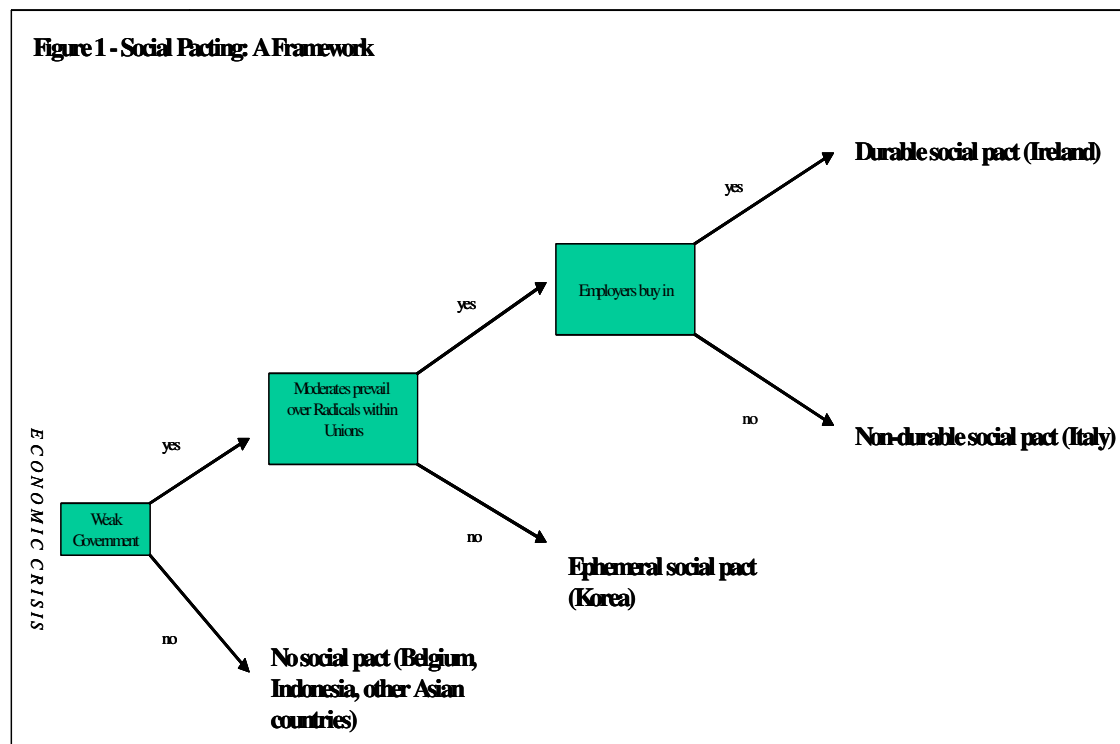 Figure 1 - Social Pacting: A Framework
Durable social pact (Ireland)
yes
Employers buy in
yes
no
Non-durable social pact (Italy)
Moderates prevail
over Radicals within
Unions
yes
no
Ephemeral social pact
(Korea)
ECONOMIC CRISIS
Weak
Government
no
No social pact (Belgium,
Indonesia, other Asian
countries)